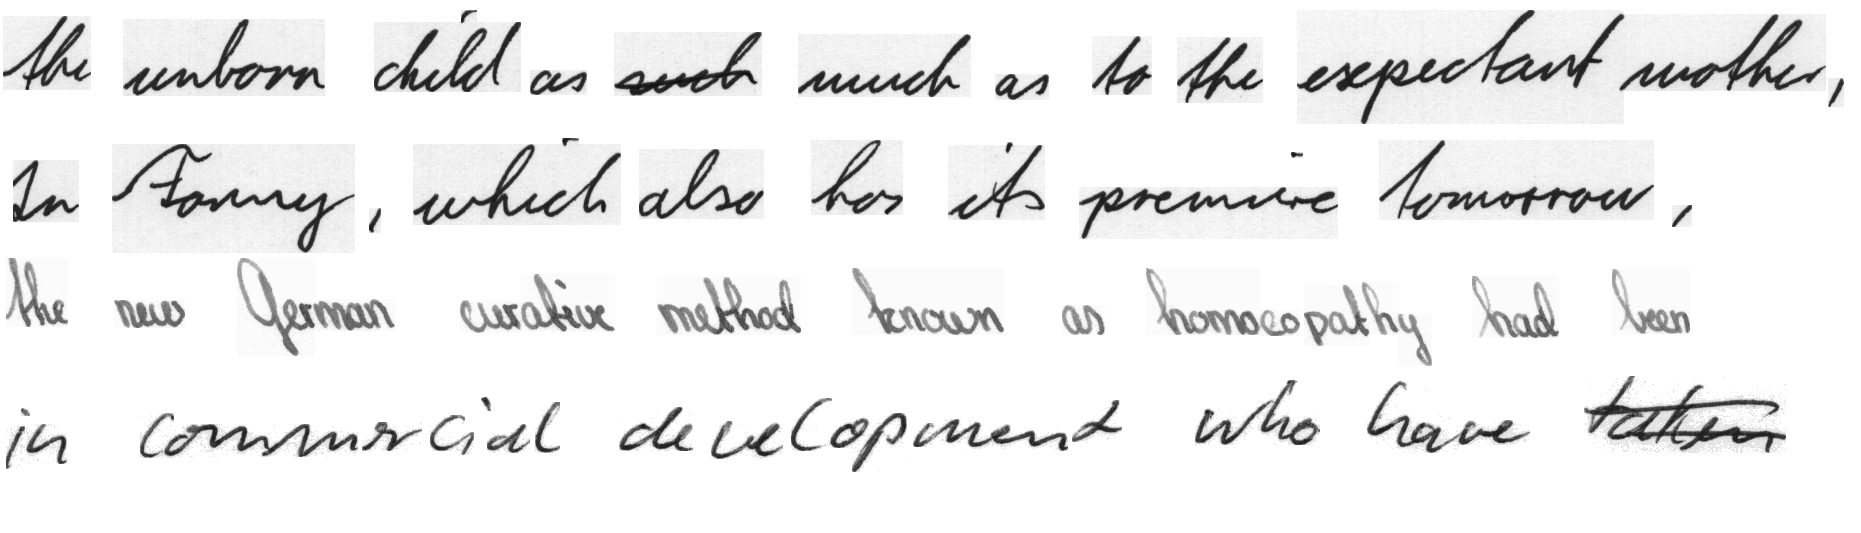 the unborn child as such much as to the expectant mother,
In Fanny, which also has its premiere tomorrow,
the new German curative method known as homoeopathy had been
in commercial development who have taken